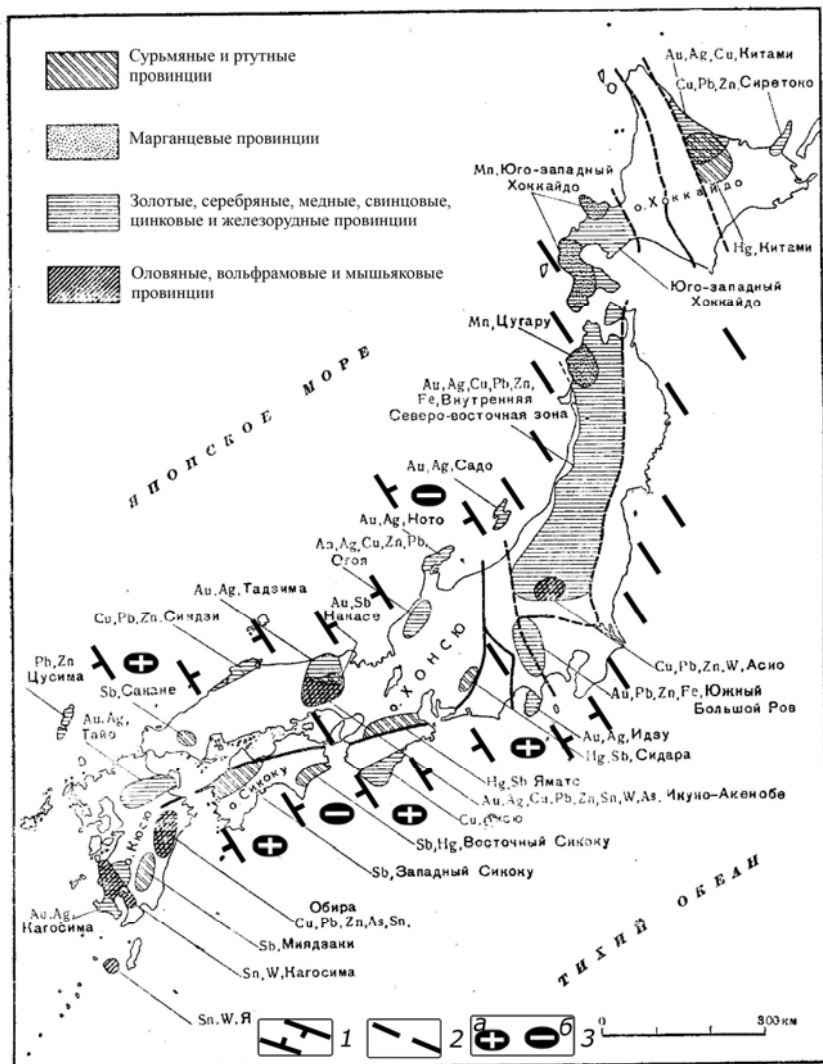 Сурьмяные и ртутные
провинции
Марганцевые провинции
Золотые, серебряные, медные, свинцовые,
цинковые и железорудные провинции
Оловяные, вольфрамовые и мышьяковые
провинции
Au, Ag, Cu, Китами
Cu, Pb, Zn, Сиретоко
Mn, Юго-западный
Хоккайдо
о. Хоккайдо
Hg, Китами
Юго-западный
Хоккайдо
Mn, Цугару
ЯПОНСКОЕ МОРЕ
Au, Ag, Cu, Pb, Zn,
Fe, Внутренняя
Северо-восточная зона
Au, Ag, Садо
Au, Ag, Ното
Ag, Cu, Zn, Pb,
Au, Ag, Тадзима
Au, Sb
Накасе
Cu, Pb, Zn, Синдзи
Pb, Zn
Цусима
Sb, Сакане
Au, Ag,
Тайо
о. ХОНСЮ
о. Сикоку
Кюсю
Cu, Pb, Zn, W, Асио
Au, Pb, Zn, Fe, Южный
Большой Ров
Au, Ag, Идзу
Hg, Sb, Сидара
Hg, Sb, Ямато
Au, Ag, Cu, Pb, Zn, Sn, W, As, Икуно-Акенобе
Cu,
Sb, Hg, Восточный Сикоку
Sb, Западный Сикоку
Обира
Cu, Pb, Zn, As, Sn,
Au, Ag,
Кагосима
Sb, Миядзаки
Sn, W, Кагосима
Sn, W, Я
ТИХИЙ ОКЕАН
1
2
а
б
3
0
300 км